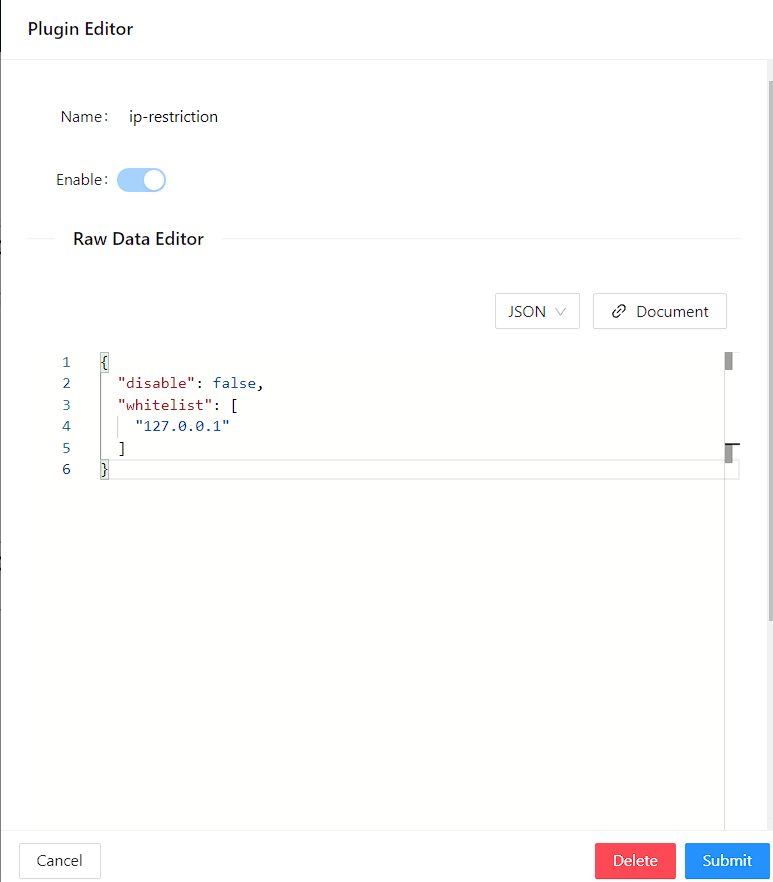 Plugin Editor
Name: ip-restriction
Enable:
Raw Data Editor
JSON Document
1 {
2 "disable": false,
3 "whitelist": [
4 "127.0.0.1"
5 ]
6 }
Cancel Delete Submit